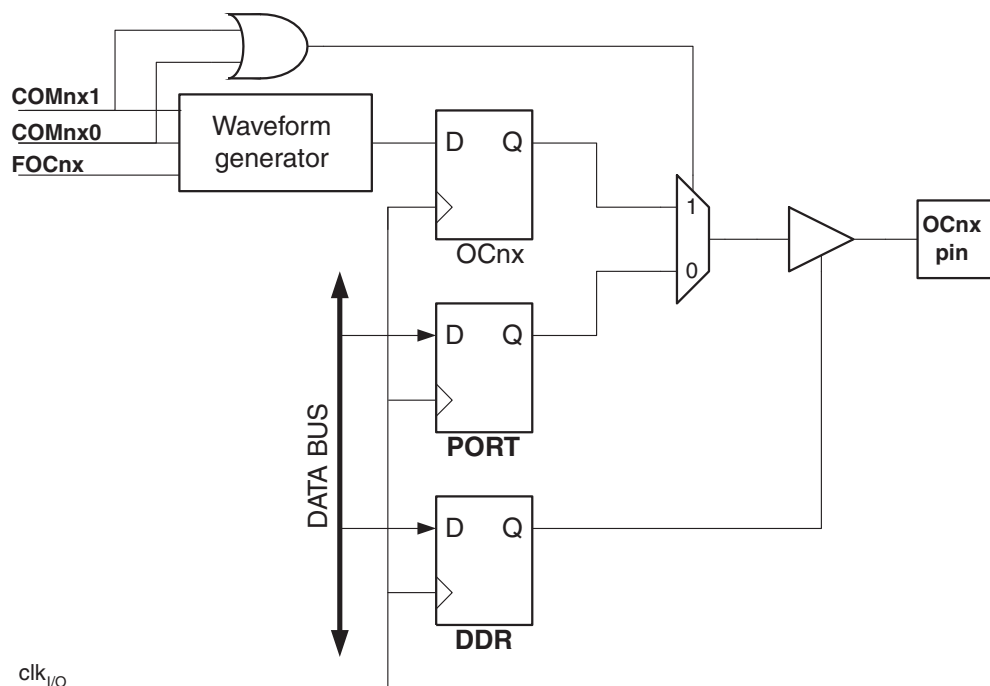 COMnx1
COMnx0
FOCnx
Waveform
generator
D Q
OCnx
1
0
OCnx
pin
DATA BUS
D Q
PORT
D Q
DDR
clkI/O